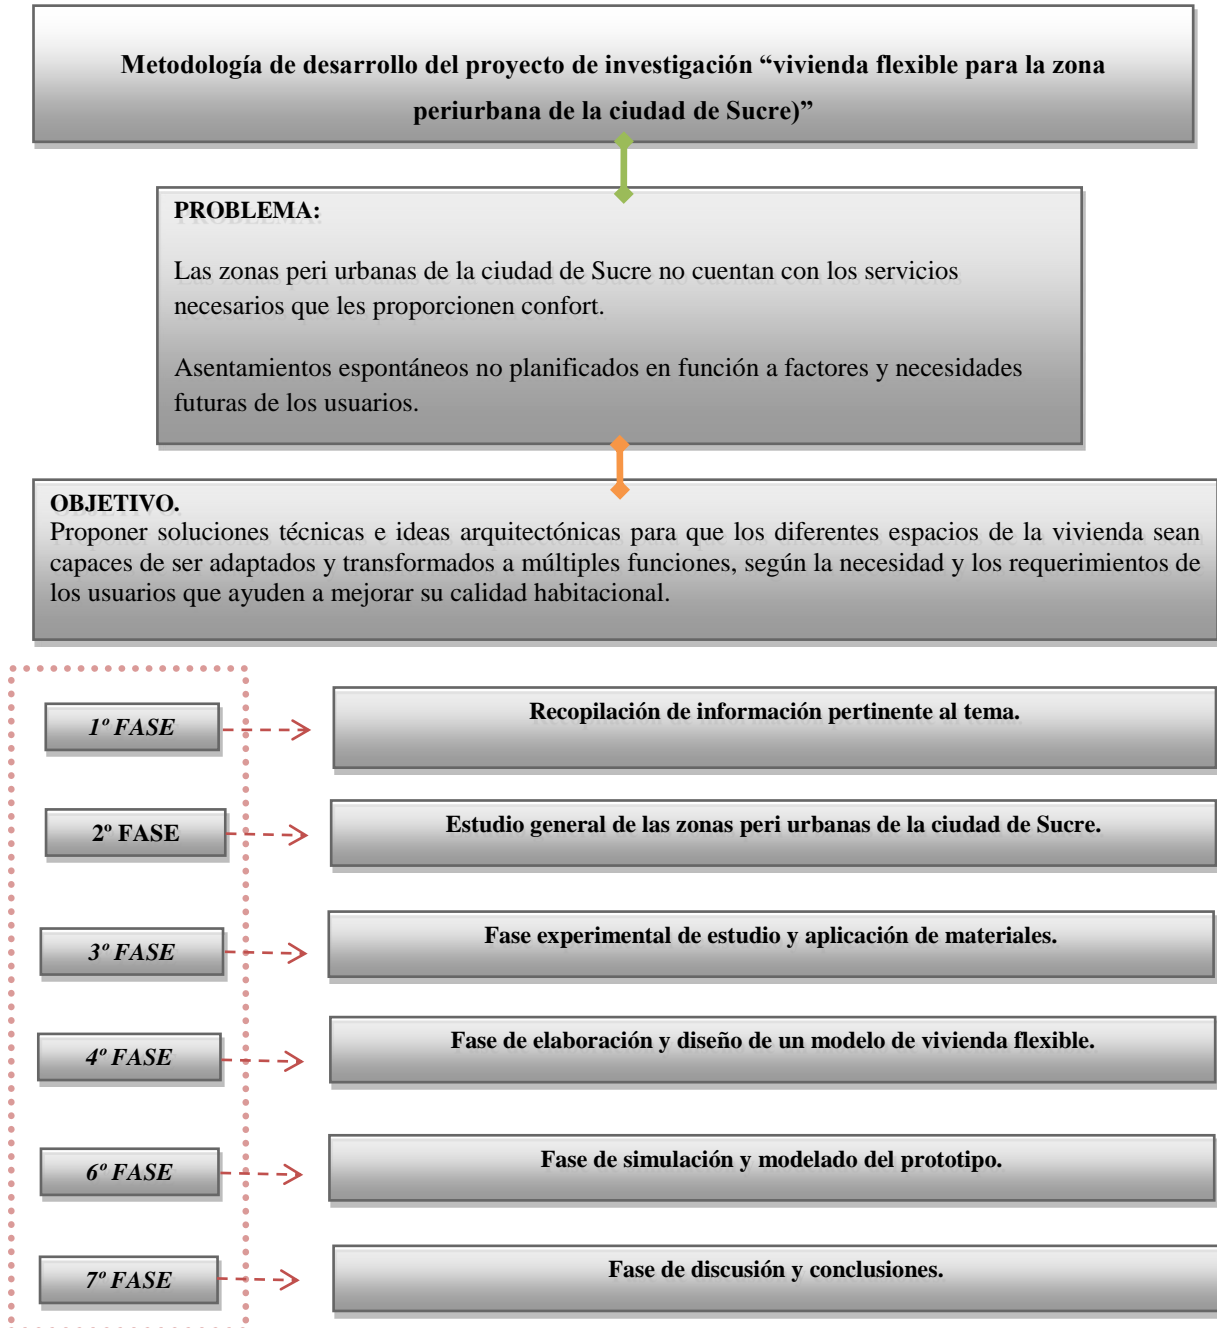 Metodología de desarrollo del proyecto de investigación “vivienda flexible para la zona
periurbana de la ciudad de Sucre)”
PROBLEMA:
Las zonas peri urbanas de la ciudad de Sucre no cuentan con los servicios
necesarios que les proporcionen confort.
Asentamientos espontáneos no planificados en función a factores y necesidades
futuras de los usuarios.
OBJETIVO.
Proponer soluciones técnicas e ideas arquitectónicas para que los diferentes espacios de la vivienda sean
capaces de ser adaptados y transformados a múltiples funciones, según la necesidad y los requerimientos de
los usuarios que ayuden a mejorar su calidad habitacional.
1º FASE
Recopilación de información pertinente al tema.
2º FASE
Estudio general de las zonas peri urbanas de la ciudad de Sucre.
3º FASE
Fase experimental de estudio y aplicación de materiales.
4º FASE
Fase de elaboración y diseño de un modelo de vivienda flexible.
6º FASE
Fase de simulación y modelado del prototipo.
7º FASE
Fase de discusión y conclusiones.